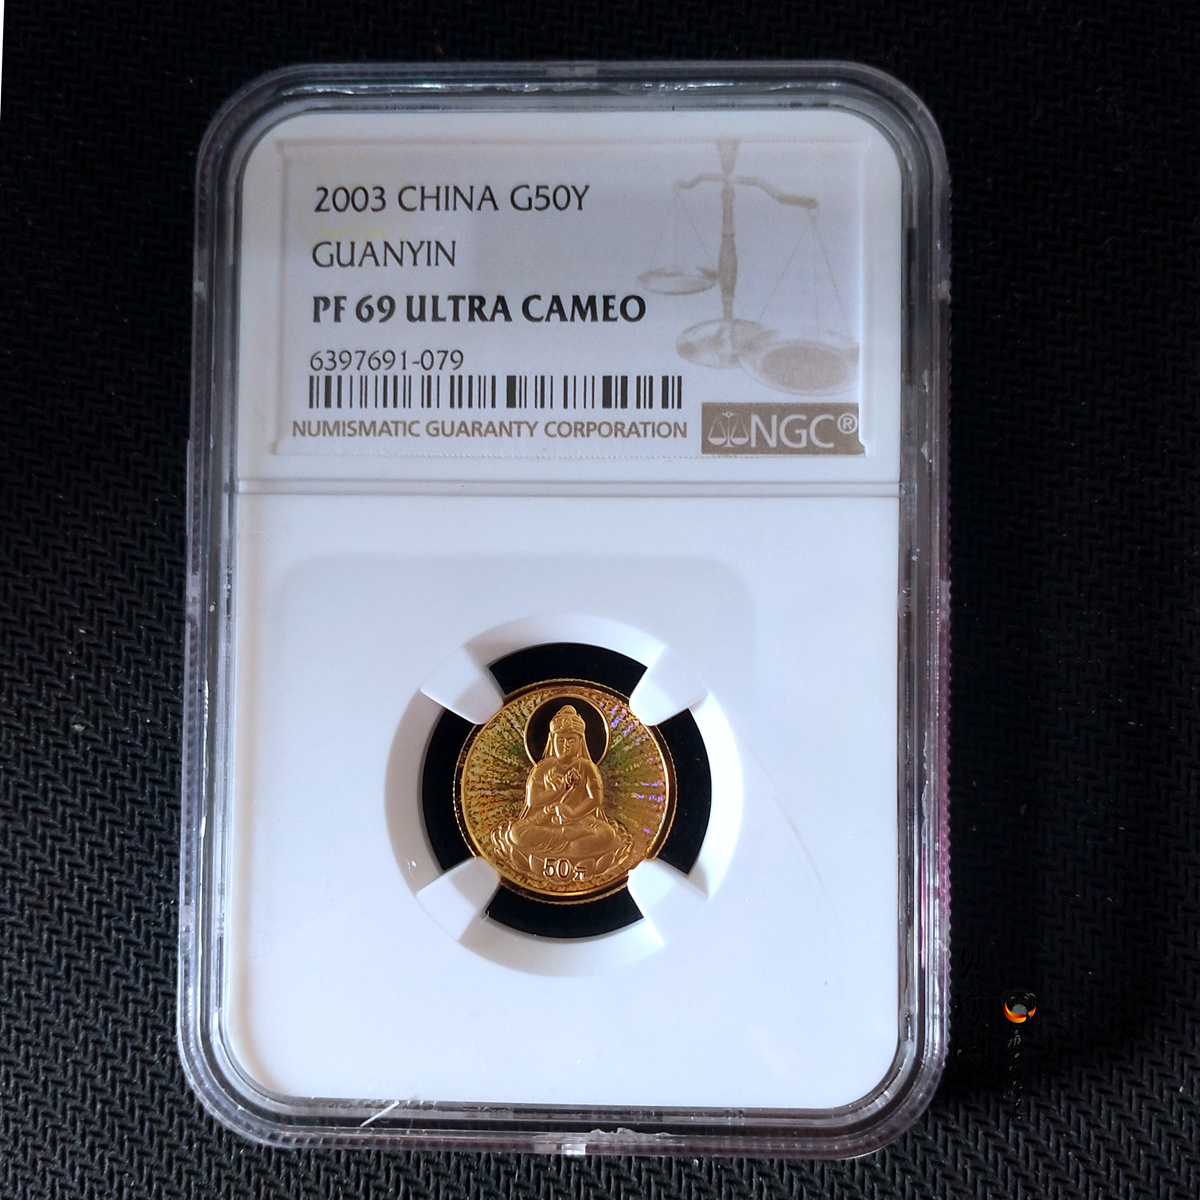 2003 CHINA G50Y
GUANYIN
PF 69 ULTRA CAMEO
6397691-079
NUMISMATIC GUARANTY CORPORATION
NGC®
50元